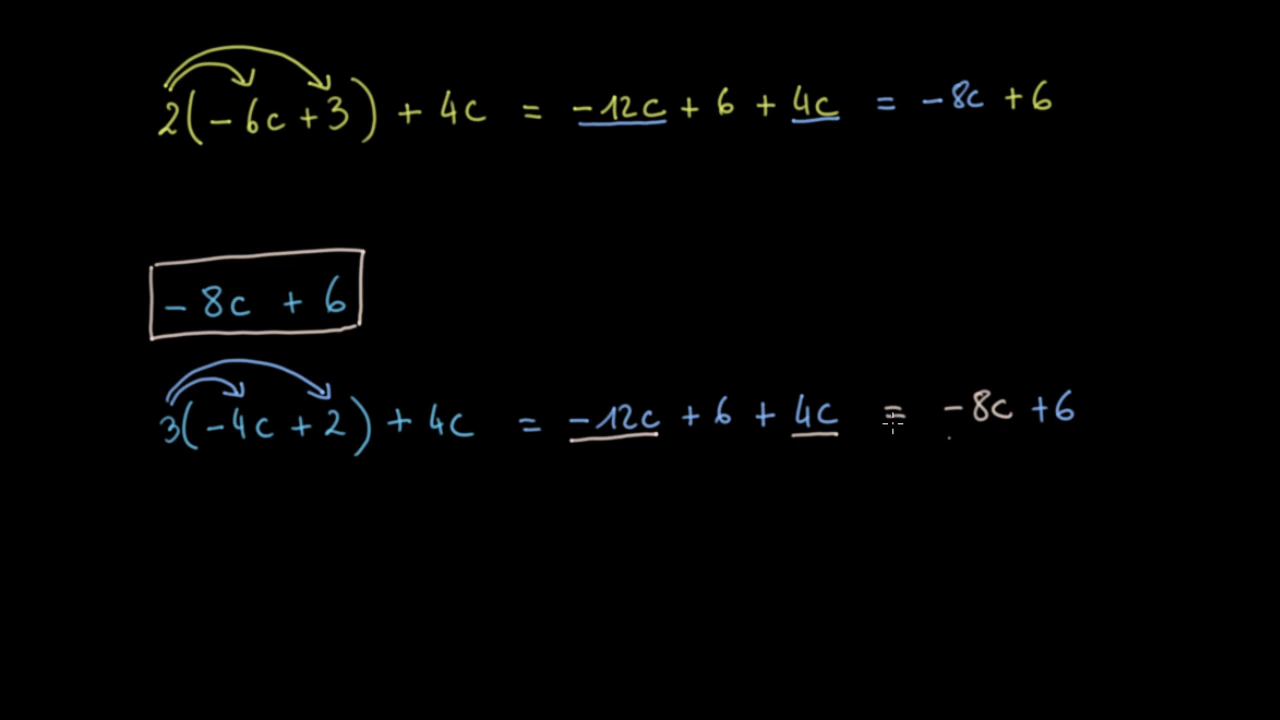 2(-6c+3) + 4c = -12c + 6 + 4c = -8c + 6
-8c + 6
3(-4c+2) + 4c = -12c + 6 + 4c = -8c + 6